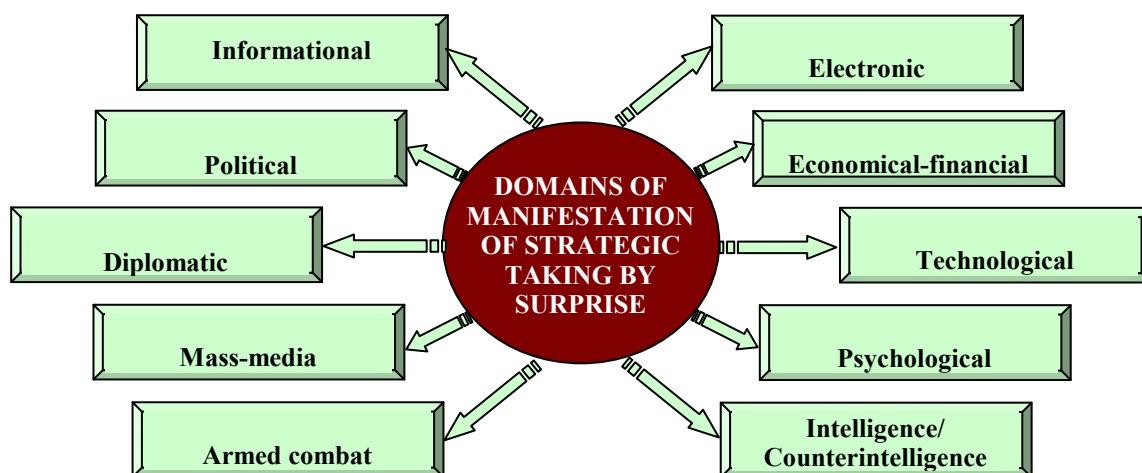 Informational
Electronic
Political
Economical-financial
DOMAINS OF
MANIFESTATION
OF STRATEGIC
TAKING BY
SURPRISE
Diplomatic
Technological
Mass-media
Psychological
Armed combat
Intelligence/
Counterintelligence